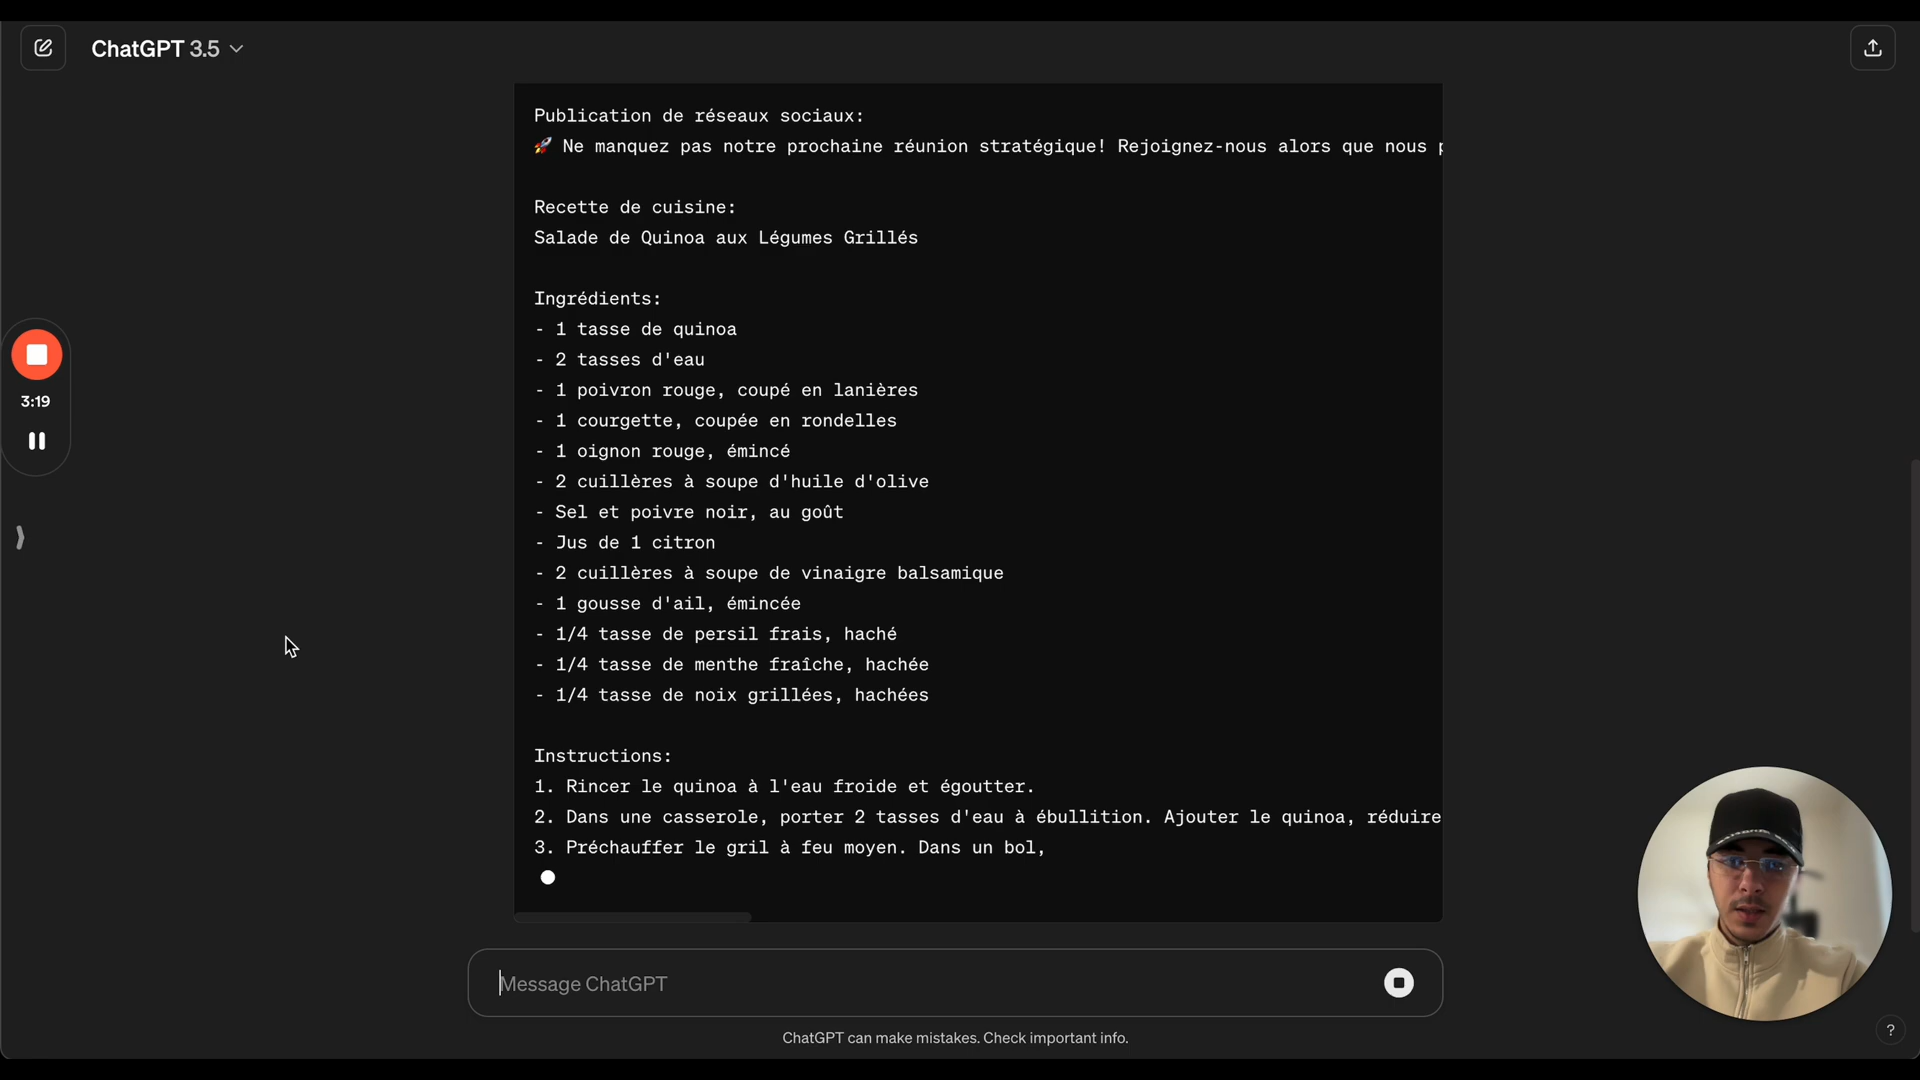 ChatGPT 3.5
Publication de réseaux sociaux:
🚀 Ne manquez pas notre prochaine réunion stratégique! Rejoignez-nous alors que nous
Recette de cuisine:
Salade de Quinoa aux Légumes Grillés
Ingrédients:
- 1 tasse de quinoa
- 2 tasses d'eau
- 1 poivron rouge, coupé en lanières
- 1 courgette, coupée en rondelles
- 1 oignon rouge, émincé
- 2 cuillères à soupe d'huile d'olive
- Sel et poivre noir, au goût
- Jus de 1 citron
- 2 cuillères à soupe de vinaigre balsamique
- 1 gousse d'ail, émincée
- 1/4 tasse de persil frais, haché
- 1/4 tasse de menthe fraîche, hachée
- 1/4 tasse de noix grillées, hachées
Instructions:
1. Rincer le quinoa à l'eau froide et égoutter.
2. Dans une casserole, porter 2 tasses d'eau à ébullition. Ajouter le quinoa, réduire
3. Préchauffer le gril à feu moyen. Dans un bol,
3:19
Message ChatGPT
ChatGPT can make mistakes. Check important info.
?